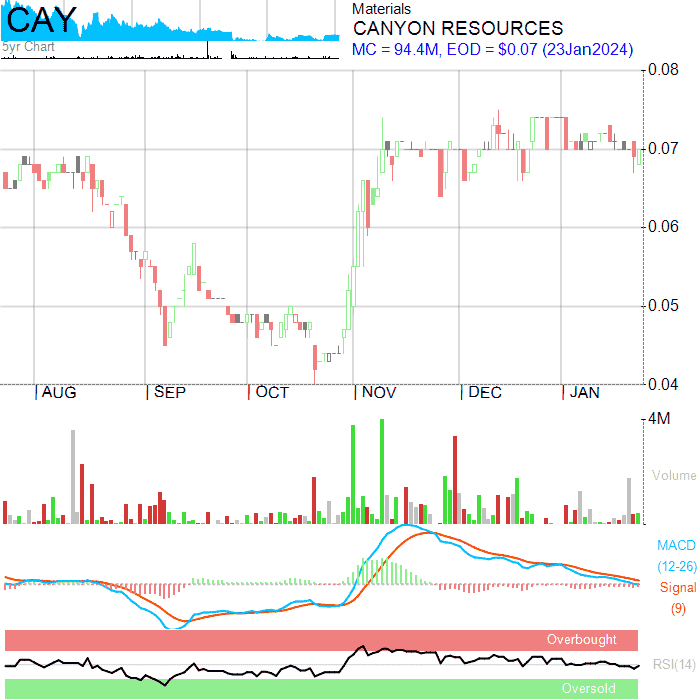 CAY
5yr Chart
Materials
CANYON RESOURCES
MC = 94.4M, EOD = $0.07 (23Jan2024)
0.08
0.07
0.06
0.05
0.04
AUG SEP OCT NOV DEC JAN
4M
Volume
MACD
(12-26)
Signal
(9)
Overbought
RSI(14)
Oversold